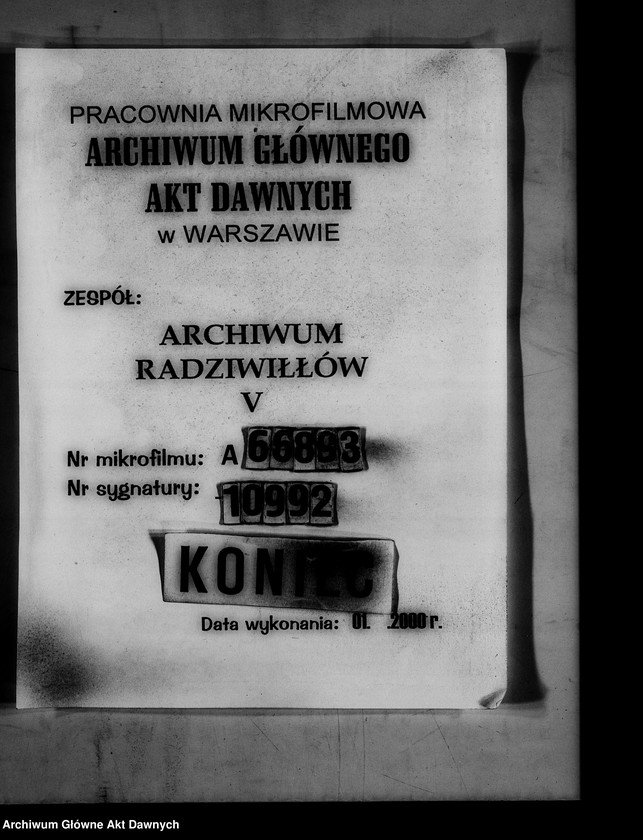 PRACOWNIA MIKROFILMOWA
ARCHIWUM GŁÓWNEGO
AKT DAWNYCH
w WARSZAWIE
ZESPÓŁ:
ARCHIWUM
RADZIWIŁŁÓW
V
Nr mikrofilmu: A 66893
Nr sygnatury: 10992
KONIEC
Data wykonania: 01. .2000 r.
Archiwum Główne Akt Dawnych